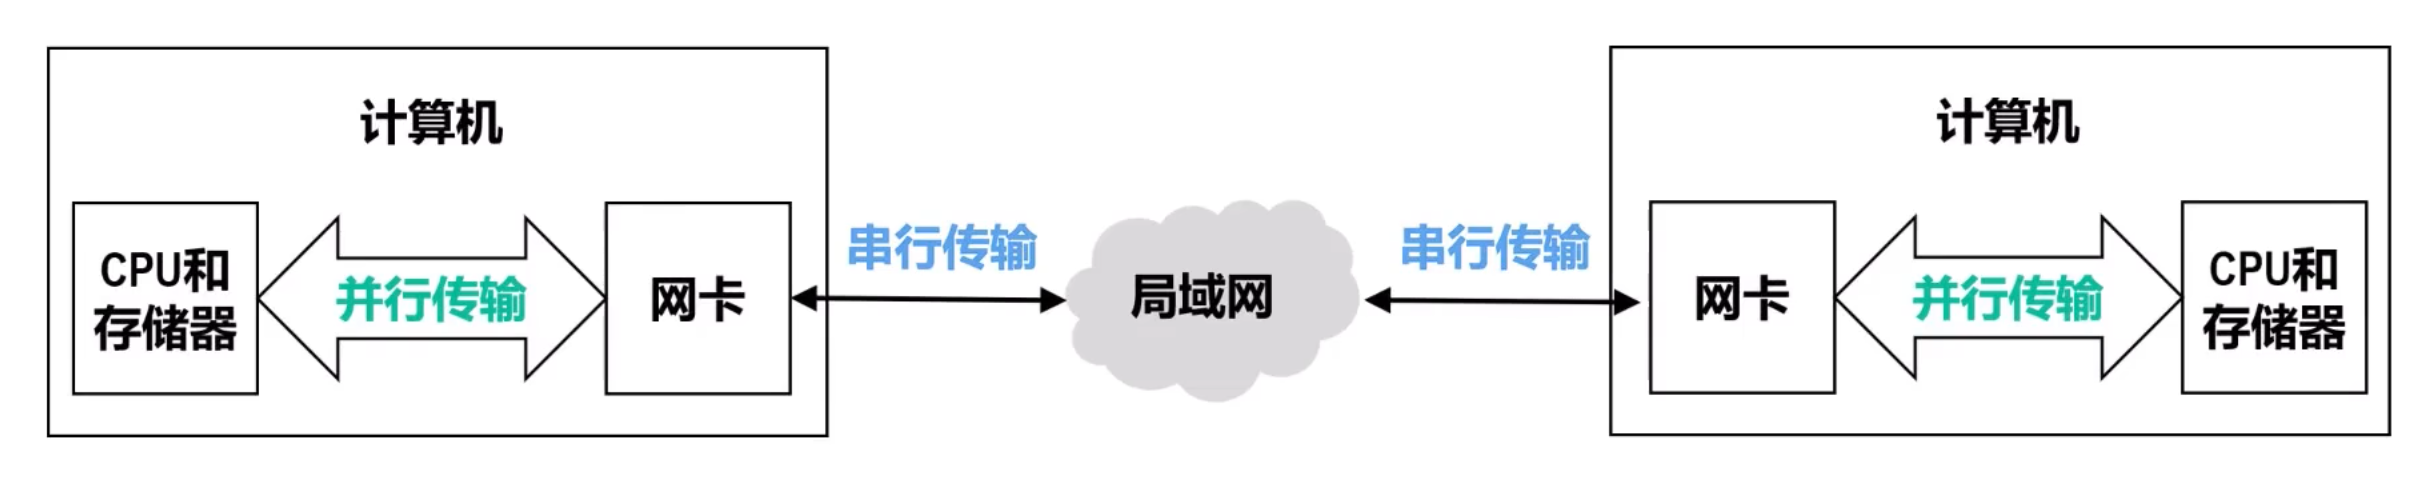 计算机
CPU和
存储器
并行传输
网卡
串行传输
局域网
串行传输
计算机
网卡
并行传输
CPU和
存储器